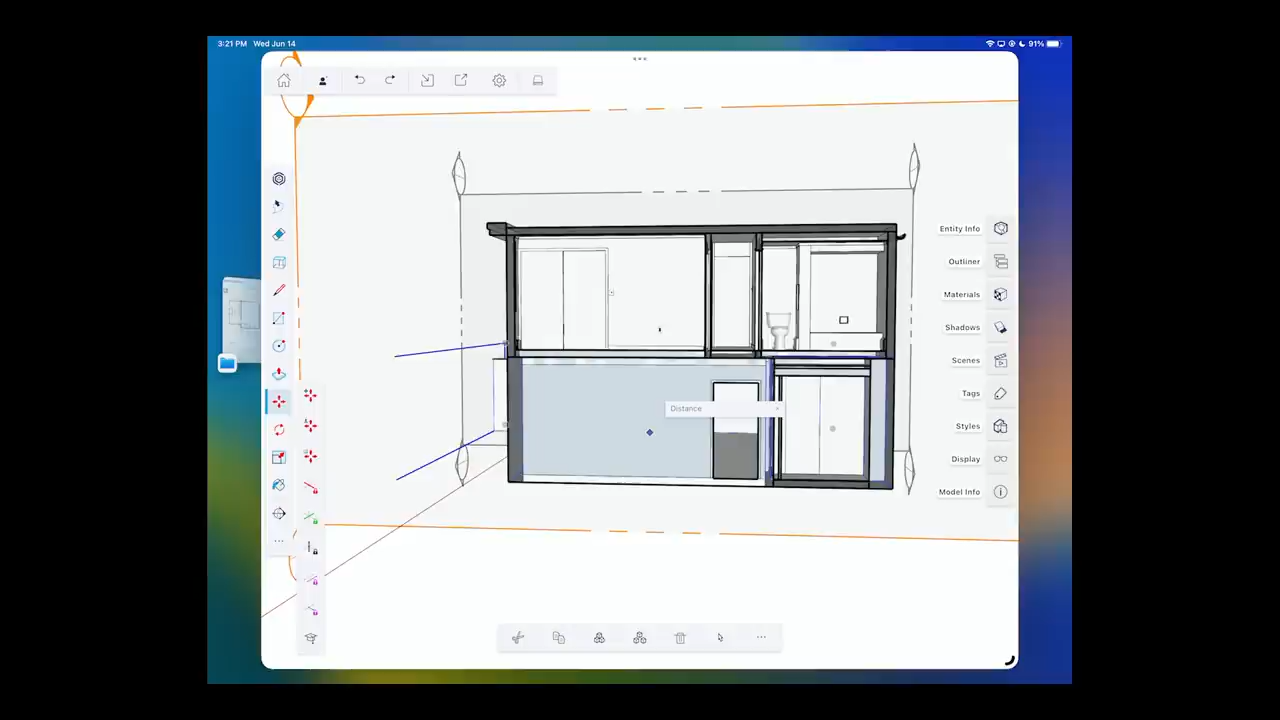 3:21 PM Wed Jun 14
91%
Entity Info
Outliner
Materials
Shadows
Scenes
Tags
Distance
Styles
Display
Model Info